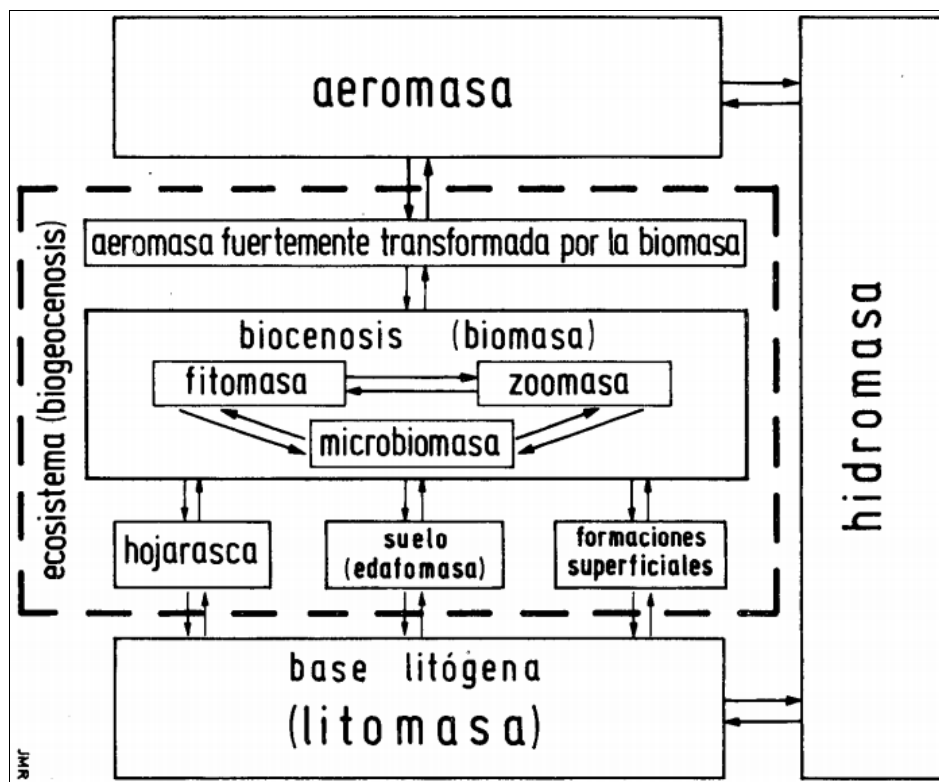 aeromasa
aeromasa fuertemente transformada por la biomasa
ecosistema (biogeocenosis)
biocenosis (biomasa)
fitomasa
zoomasa
microbiomasa
hojarasca
suelo
(edafomasa)
formaciones
superficiales
base litógena
(litomasa)
hidromasa
JMR